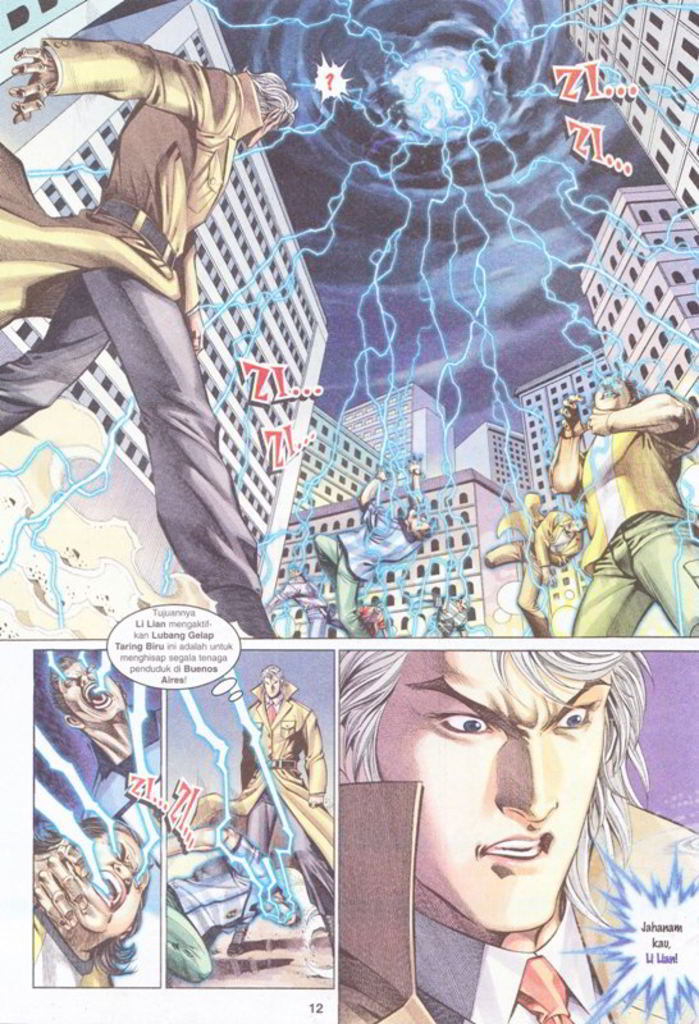 ?
ZI...
ZI...
ZI...
ZI...
Tujuannya
Li Lian mengaktif-
kan Lubang Gelap
Taring Biru ini adalah untuk
menghisap segala tenaga
penduduk di Buenos
Aires!
ZI...
ZI...
Jahanam
kau,
Li Lian!
12